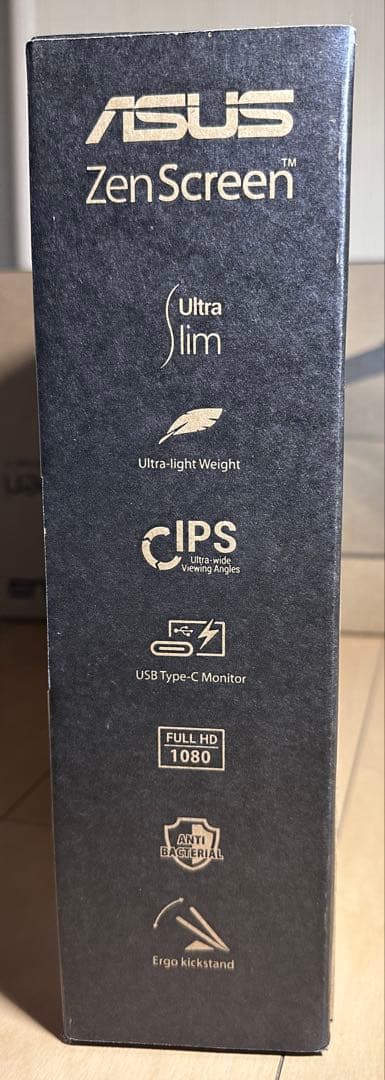 ASUS
ZenScreen™
Ultra
Slim
Ultra-light Weight
IPS
Ultra-wide
Viewing Angles
USB Type-C Monitor
FULL HD
1080
ANTI
BACTERIAL
Ergo kickstand